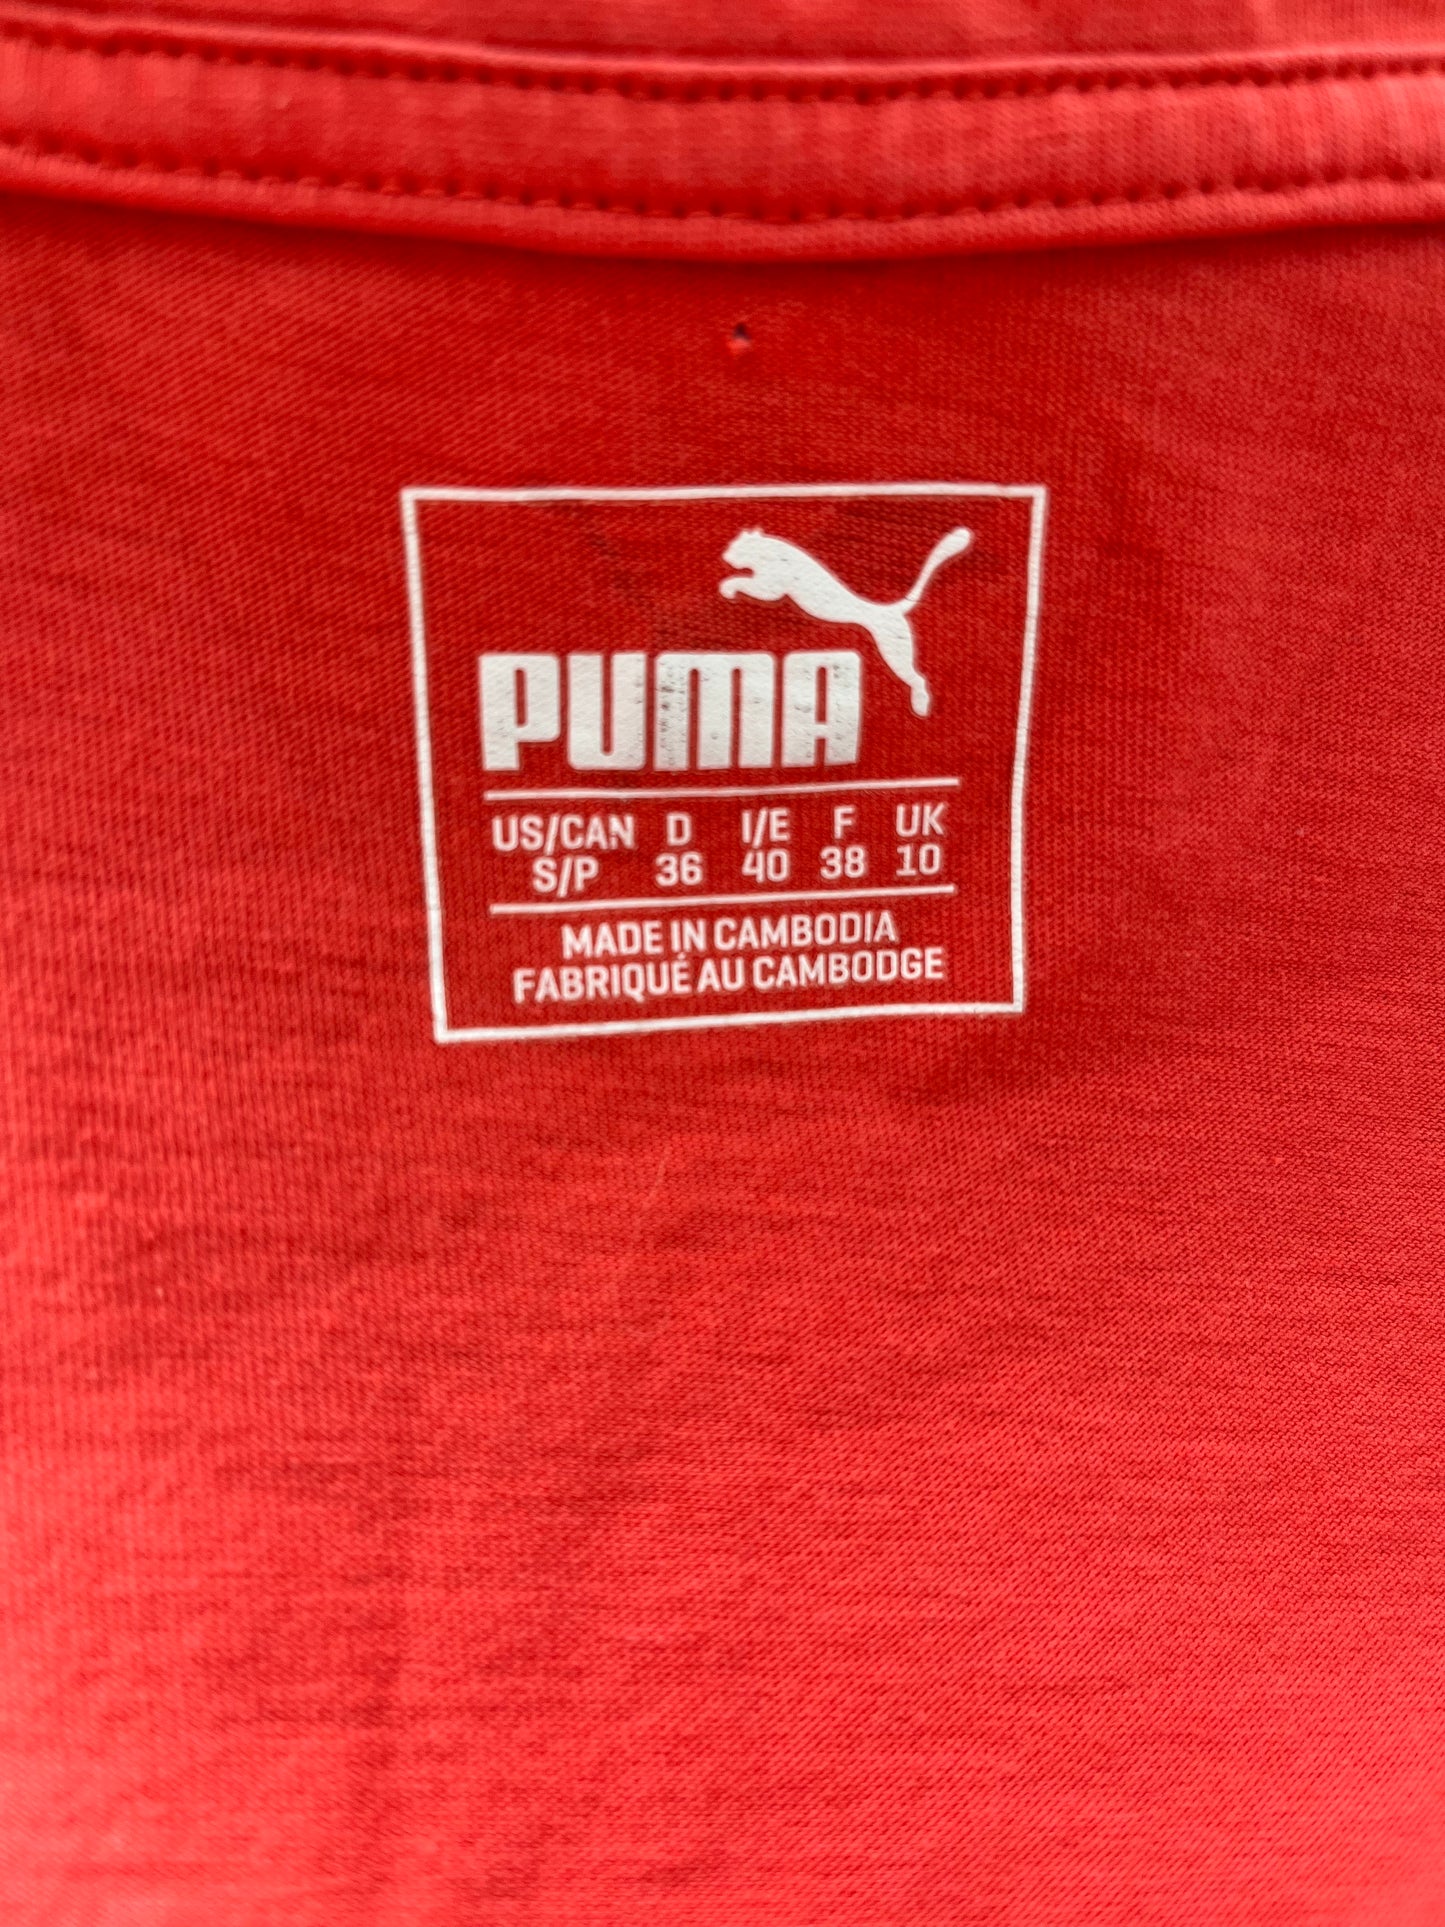 PUMA
US/CAN D I/E F UK
S/P 36 40 38 10
MADE IN CAMBODIA
FABRIQUÉ AU CAMBODGE